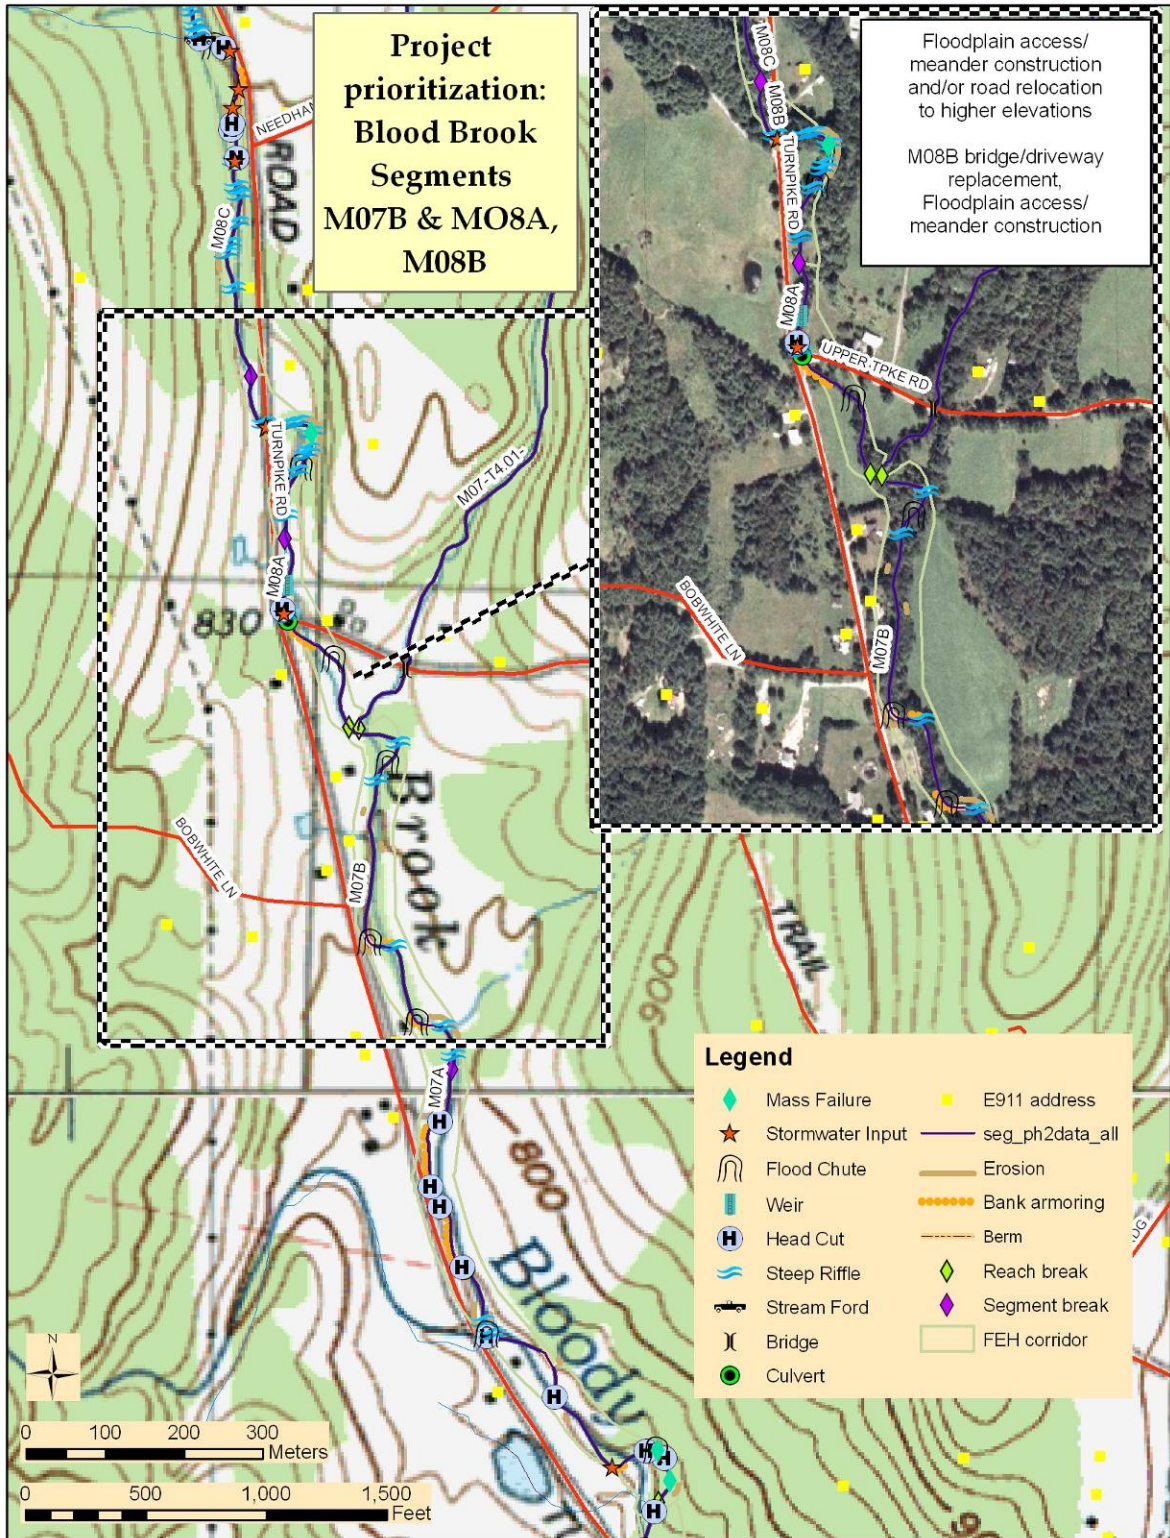 Project
prioritization:
Blood Brook
Segments
M07B & MO8A,
M08B
Floodplain access/
meander construction
and/or road relocation
to higher elevations
M08B bridge/driveway
replacement,
Floodplain access/
meander construction
M08C
M08B
TURNPIKE RD
M08A
UPPER TPKE RD
BOBWHITE LN
M07B
NEEDHAM
ROAD
M08C
TURNPIKE RD
M07-T4.01-
M08A
830
BOBWHITE LN
M07B
Brook
TRAIL
900
M07A
800
Bloody
Legend
Mass Failure
Stormwater Input
Flood Chute
Weir
H Head Cut
Steep Riffle
Stream Ford
Bridge
Culvert
E911 address
seg_ph2data_all
Erosion
Bank armoring
Berm
Reach break
Segment break
FEH corridor
N
0 100 200 300
Meters
0 500 1,000 1,500
Feet